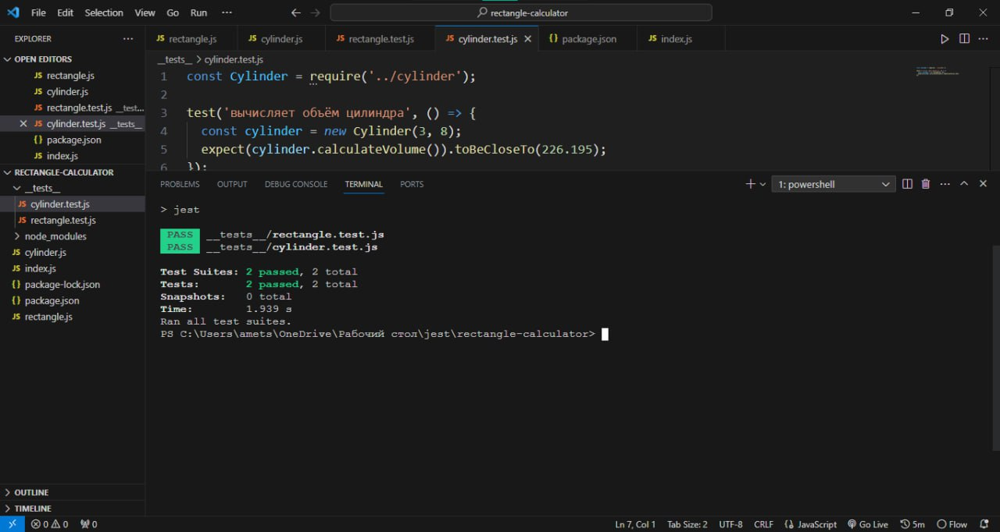 File Edit Selection View Go Run ···
rectangle-calculator
EXPLORER ···
OPEN EDITORS
JS rectangle.js
JS cylinder.js
JS rectangle.test.js __test...
JS cylinder.test.js __tests__
{} package.json
JS index.js
RECTANGLE-CALCULATOR
__tests__
JS cylinder.test.js
JS rectangle.test.js
node_modules
JS cylinder.js
JS index.js
{} package-lock.json
{} package.json
JS rectangle.js
OUTLINE
TIMELINE
JS rectangle.js JS cylinder.js JS rectangle.test.js JS cylinder.test.js {} package.json JS index.js ···
__tests__ > cylinder.test.js
1 const Cylinder = require('../cylinder');
2
3 test('вычисляет объём цилиндра', () => {
4 const cylinder = new Cylinder(3, 8);
5 expect(cylinder.calculateVolume()).toBeCloseTo(226.195);
6 });
PROBLEMS OUTPUT DEBUG CONSOLE TERMINAL PORTS 1: powershell ···
> jest
PASS __tests__/rectangle.test.js
PASS __tests__/cylinder.test.js
Test Suites: 2 passed, 2 total
Tests: 2 passed, 2 total
Snapshots: 0 total
Time: 1.939 s
Ran all test suites.
PS C:\Users\amets\OneDrive\Рабочий стол\jest\rectangle-calculator>
0 0 0 Ln 7, Col 1 Tab Size: 2 UTF-8 CRLF {} JavaScript Go Live 5m Flow